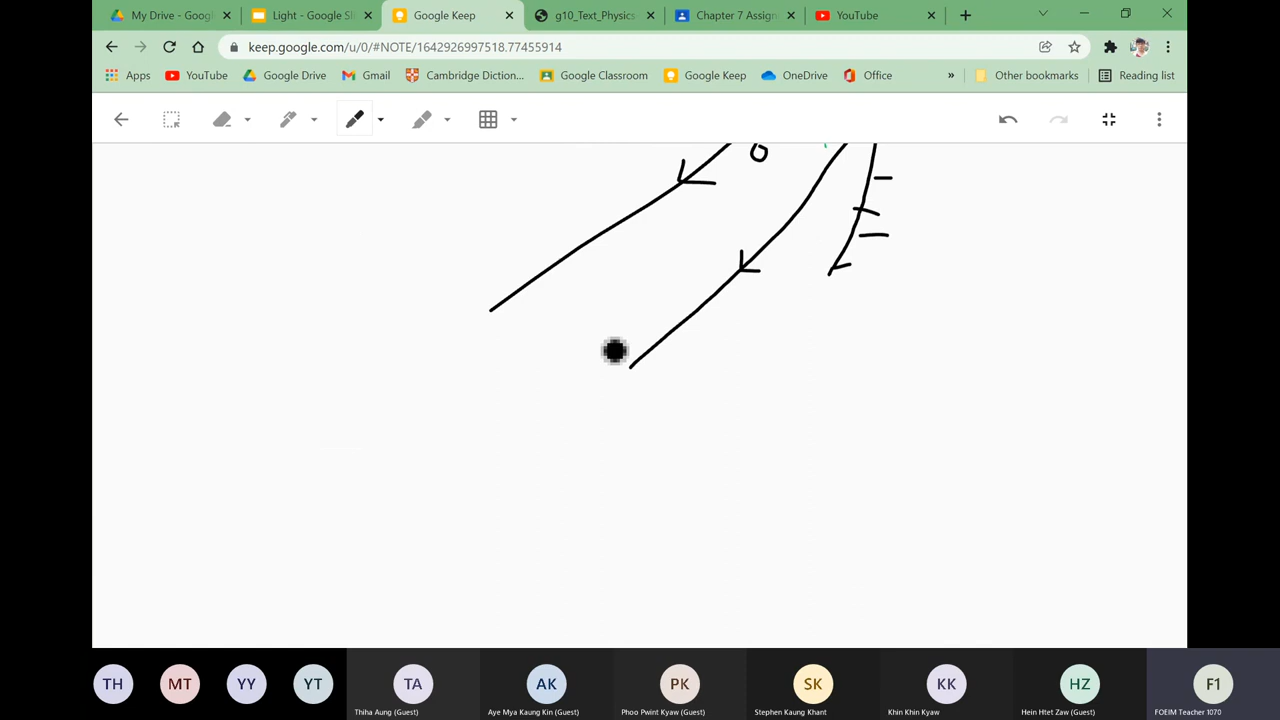 My Drive - Googl
Light - Google Sli
Google Keep
g10_Text_Physics
Chapter 7 Assign
YouTube
keep.google.com/u/0/#NOTE/1642926997518.77455914
Apps
YouTube
Google Drive
Gmail
Cambridge Diction...
Google Classroom
Google Keep
OneDrive
Office
»
Other bookmarks
Reading list
TH
MT
YY
YT
TA
AK
PK
SK
KK
HZ
F1
Thiha Aung (Guest)
Aye Mya Kaung Kin (Guest)
Phoo Pwint Kyaw (Guest)
Stephen Kaung Khant
Khin Khin Kyaw
Hein Htet Zaw (Guest)
FOEIM Teacher 1070